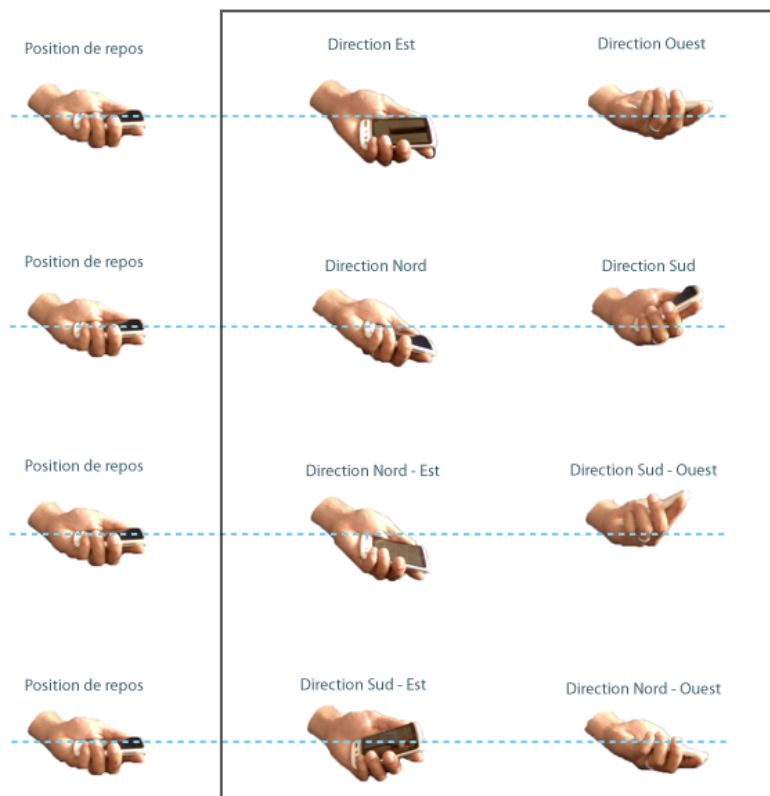 Position de repos
Direction Est
Direction Ouest
Position de repos
Direction Nord
Direction Sud
Position de repos
Direction Nord - Est
Direction Sud - Ouest
Position de repos
Direction Sud - Est
Direction Nord - Ouest